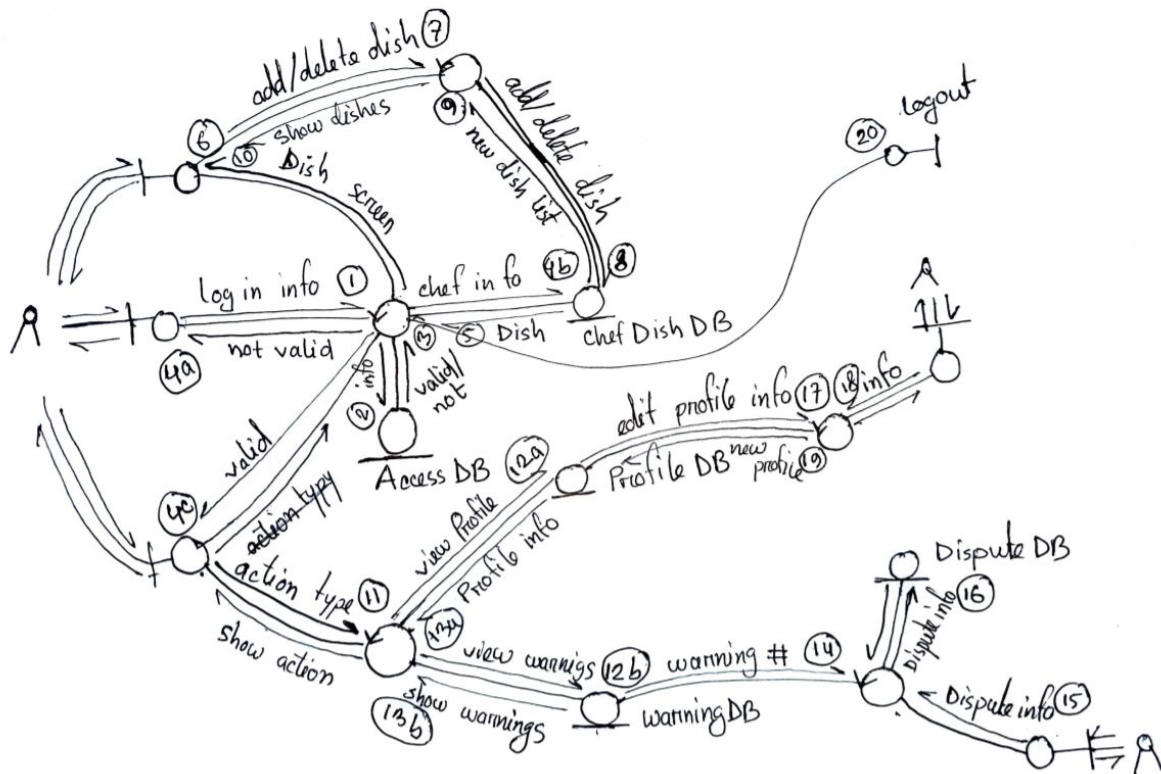 add/delete dish 7
6
10 show dishes
9
add/delete dish
new dish list
Dish screen
logout
20
log in info 1
chef info 4b
8
not valid
4a
3
5 Dish
chef Dish DB
2 info
valid/not
Access DB
valid
action type
4c
action type 11
show action
view Profile 12a
Profile info
13a
edit profile info 17
18 info
Profile DB
new profile 19
view warnigs 12b
show warnings
13b
warning # 14
warning DB
Dispute DB
Dispute info 16
Dispute info 15